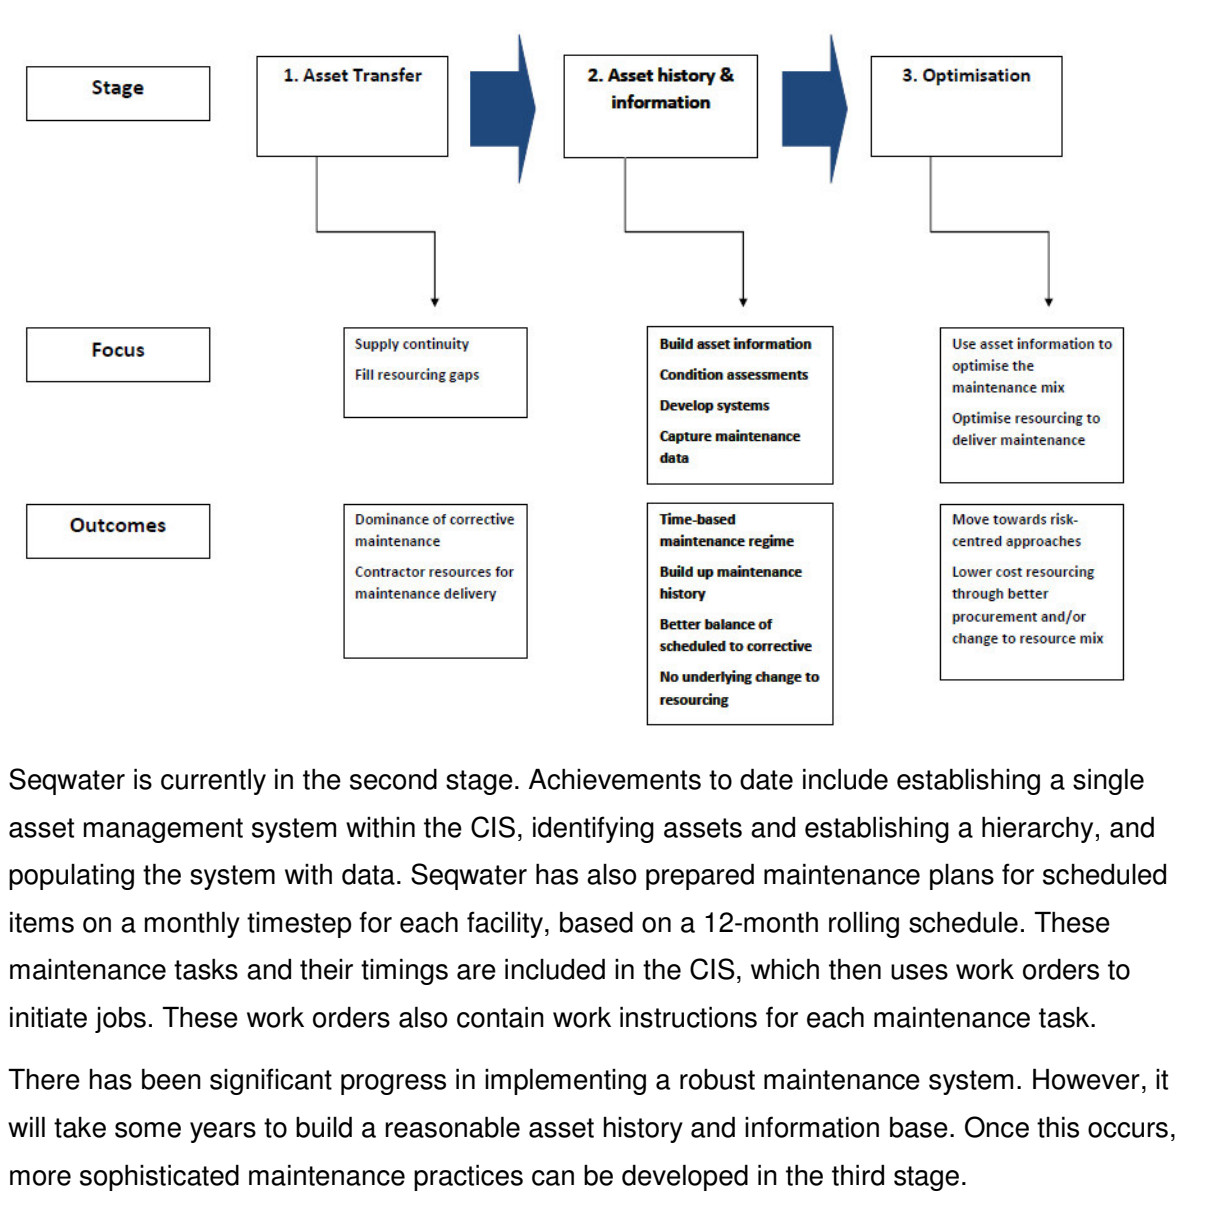 Stage
1. Asset Transfer
2. Asset history &
information
3. Optimisation
Focus
Supply continuity
Fill resourcing gaps
Build asset information
Condition assessments
Develop systems
Capture maintenance
data
Use asset information to
optimise the
maintenance mix
Optimise resourcing to
deliver maintenance
Outcomes
Dominance of corrective
maintenance
Contractor resources for
maintenance delivery
Time-based
maintenance regime
Build up maintenance
history
Better balance of
scheduled to corrective
No underlying change to
resourcing
Move towards risk-
centred approaches
Lower cost resourcing
through better
procurement and/or
change to resource mix
Seqwater is currently in the second stage. Achievements to date include establishing a single
asset management system within the CIS, identifying assets and establishing a hierarchy, and
populating the system with data. Seqwater has also prepared maintenance plans for scheduled
items on a monthly timestep for each facility, based on a 12-month rolling schedule. These
maintenance tasks and their timings are included in the CIS, which then uses work orders to
initiate jobs. These work orders also contain work instructions for each maintenance task.
There has been significant progress in implementing a robust maintenance system. However, it
will take some years to build a reasonable asset history and information base. Once this occurs,
more sophisticated maintenance practices can be developed in the third stage.